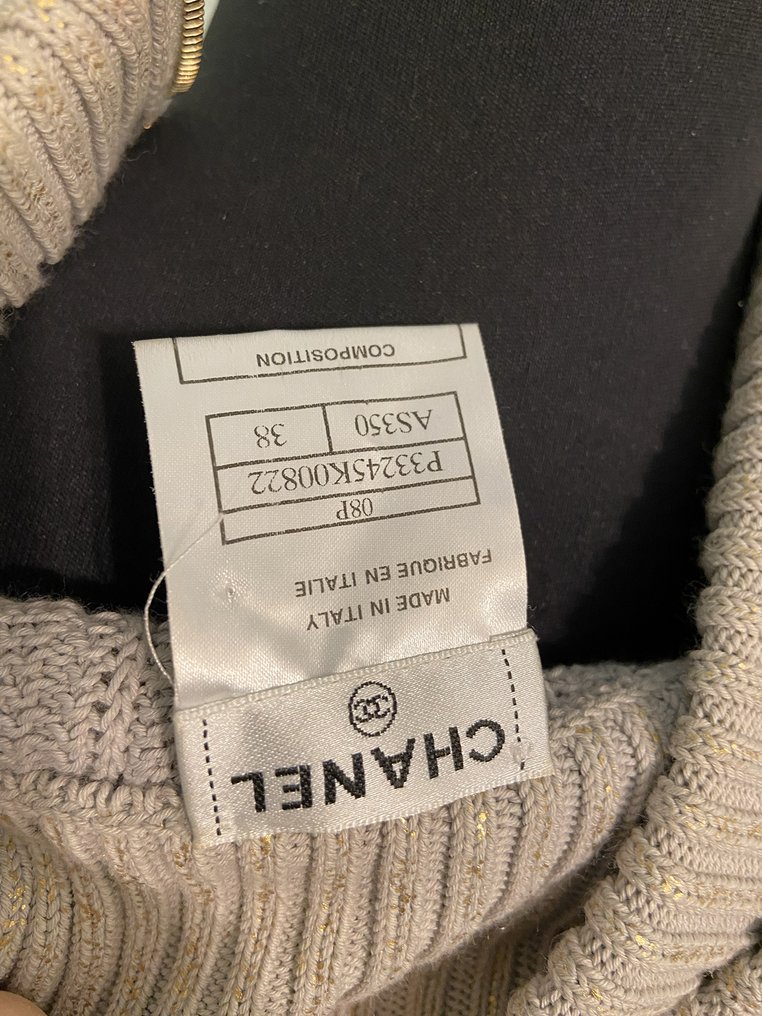 CHANEL
MADE IN ITALY
FABRIQUE EN ITALIE
08P
P33245K00822
AS350 38
COMPOSITION